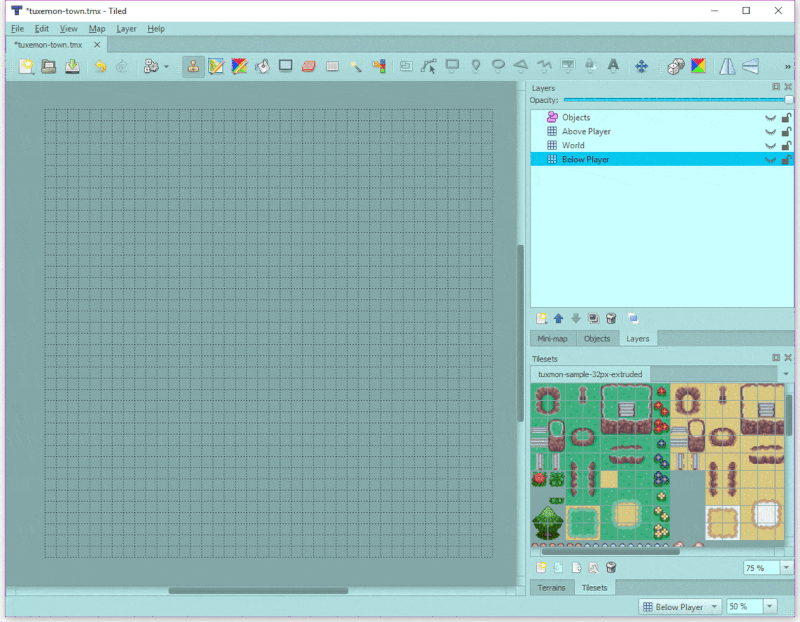 *tuxemon-town.tmx - Tiled
File Edit View Map Layer Help
*tuxemon-town.tmx
Layers
Opacity:
Objects
Above Player
World
Below Player
Mini-map Objects Layers
Tilesets
tuxmon-sample-32px-extruded
75 %
Terrains Tilesets
Below Player 50 %